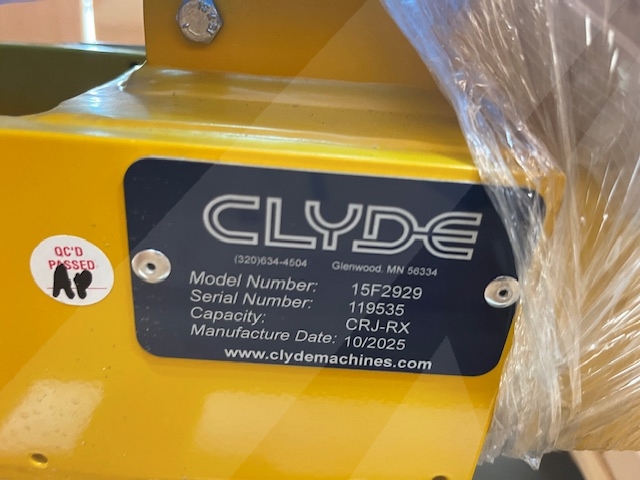 CLYDE
(320)634-4504 Glenwood, MN 56334
Model Number: 15F2929
Serial Number: 119535
Capacity: CRJ-RX
Manufacture Date: 10/2025
www.clydemachines.com
QC'D
PASSED
AP